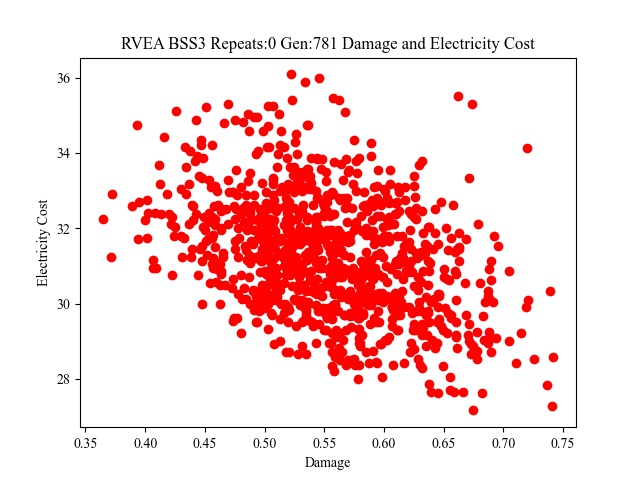 RVEA BSS3 Repeats:0 Gen:781 Damage and Electricity Cost
36
34
32
30
28
Electricity Cost
0.35 0.40 0.45 0.50 0.55 0.60 0.65 0.70 0.75
Damage